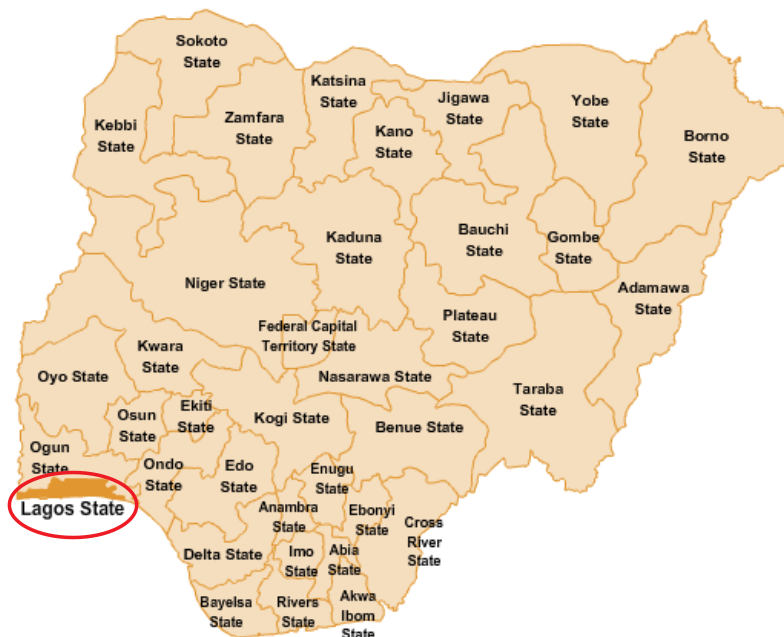 Sokoto
State
Katsina
State
Jigawa
State
Yobe
State
Kebbi
State
Zamfara
State
Kano
State
Borno
State
Kaduna
State
Bauchi
State
Gombe
State
Niger State
Adamawa
State
Plateau
State
Federal Capital
Territory State
Kwara
State
Oyo State
Nasarawa State
Taraba
State
Osun
State
Ekiti
State
Kogi State
Benue State
Ogun
State
Ondo
State
Edo
State
Enugu
State
Lagos State
Anambra
State
Ebonyi
State
Cross
River
State
Delta State
Imo
State
Abia
State
Bayelsa
State
Rivers
State
Akwa
Ibom
State